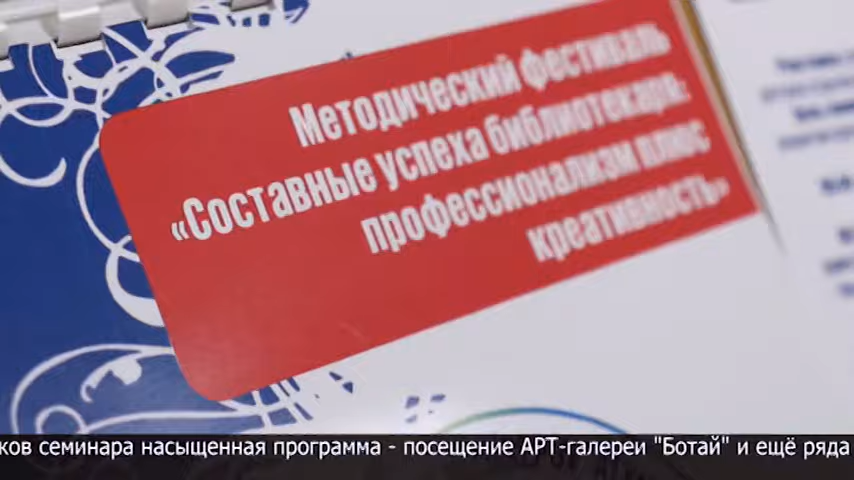 Методический фестиваль
«Составные успеха библиотекаря:
профессионализм плюс
креативность»
ков семинара насыщенная программа - посещение АРТ-галереи "Ботай" и ещё ряда